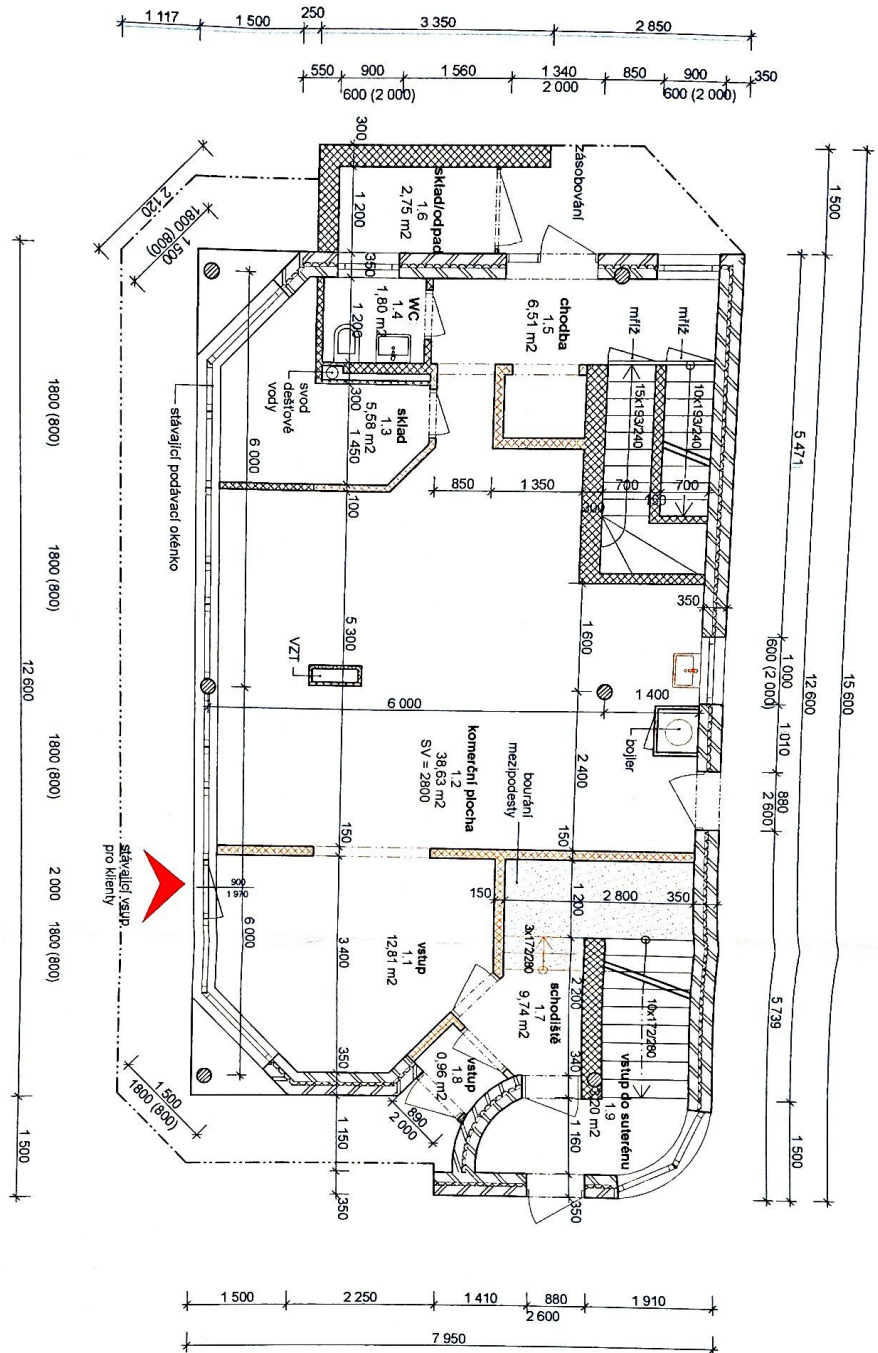 1 117
1 500
250
3 350
2 850
550
900
600 (2 000)
1 560
1 340
2 000
850
900
600 (2 000)
350
300
zásobování
sklad/odpad
1.6
2,75 m2
1 200
2 120
1800 (800)
1 500
1800 (800)
350
WC
1.4
1,80 m2
1 200
chodba
1.5
6,51 m2
mříž
mříž
svod
dešťové
vody
300
sklad
1.3
5,58 m2
1 450
100
15x193/240
10x193/240
850
1 350
700
700
stávající podávací okénko
6 000
1800 (800)
1800 (800)
5 300
VZT
1 600
350
6 000
1 400
bojler
komerční plocha
1.2
38,63 m2
SV = 2800
bourání
mezipodesty
2 400
150
150
1800 (800)
2 000
1800 (800)
stávající vsup
pro klienty
900
1 970
6 000
150
1 200
2 800
350
3x172/280
vstup
1.1
12,81 m2
3 400
schodiště
1.7
9,74 m2
2 200
10x172/280
vstup do suterénu
1.9
20 m2
vstup
1.8
0,96 m2
350
340
890
2 000
1 150
1 160
350
350
1 500
1800 (800)
1 500
5 471
600 (2 000)
1 000
1 010
880
2 600
5 739
1 500
12 600
1 500
15 600
12 600
1 500
1 500
2 250
1 410
880
2 600
1 910
7 950